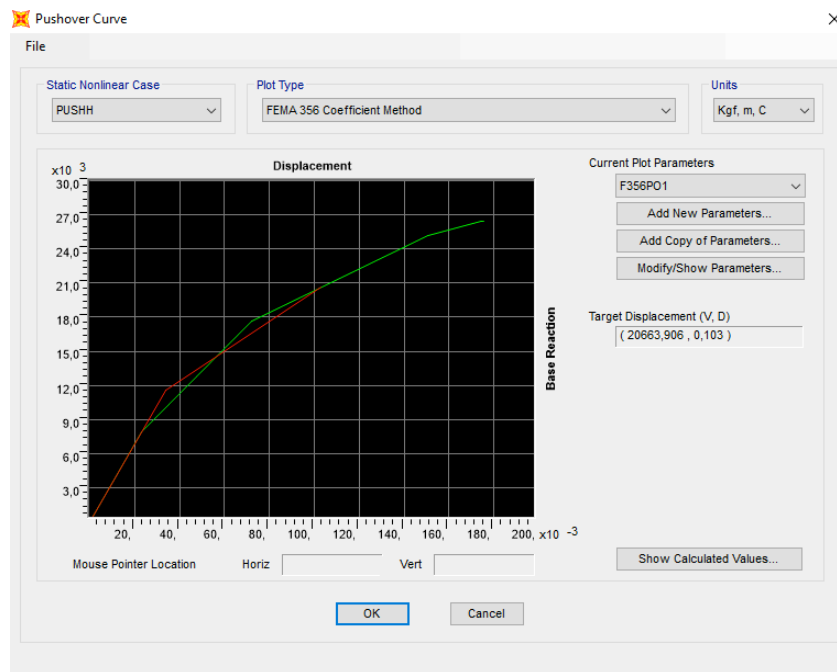 Pushover Curve
File
Static Nonlinear Case
PUSHH
Plot Type
FEMA 356 Coefficient Method
Units
Kgf, m, C
Displacement
x10 3
30,0
27,0
24,0
21,0
18,0
15,0
12,0
9,0
6,0
3,0
20, 40, 60, 80, 100, 120, 140, 160, 180, 200, x10 -3
Base Reaction
Mouse Pointer Location Horiz Vert
Current Plot Parameters
F356PO1
Add New Parameters...
Add Copy of Parameters...
Modify/Show Parameters...
Target Displacement (V, D)
( 20663,906 , 0,103 )
Show Calculated Values...
OK Cancel